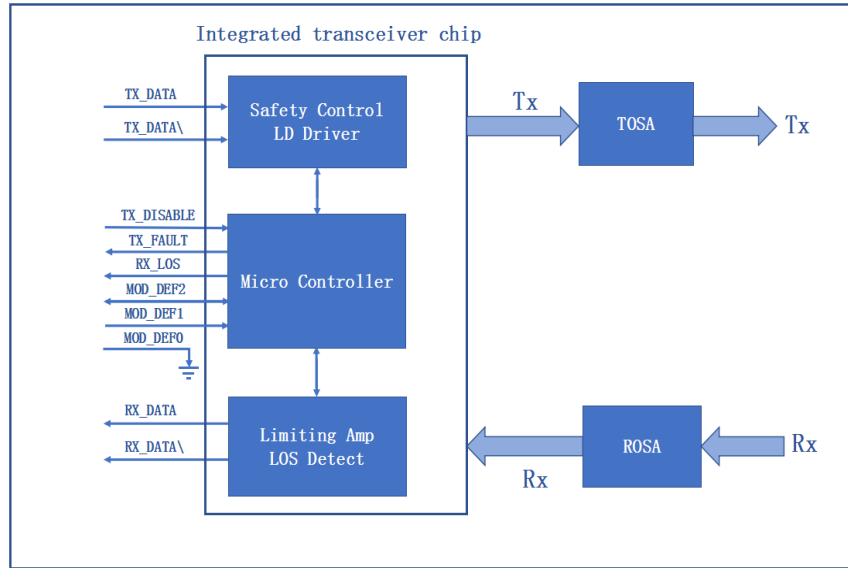 Integrated transceiver chip
TX_DATA
TX_DATA\
Safety Control
LD Driver
Tx
TOSA
Tx
TX_DISABLE
TX_FAULT
RX_LOS
MOD_DEF2
MOD_DEF1
MOD_DEF0
Micro Controller
RX_DATA
RX_DATA\
Limiting Amp
LOS Detect
Rx
ROSA
Rx